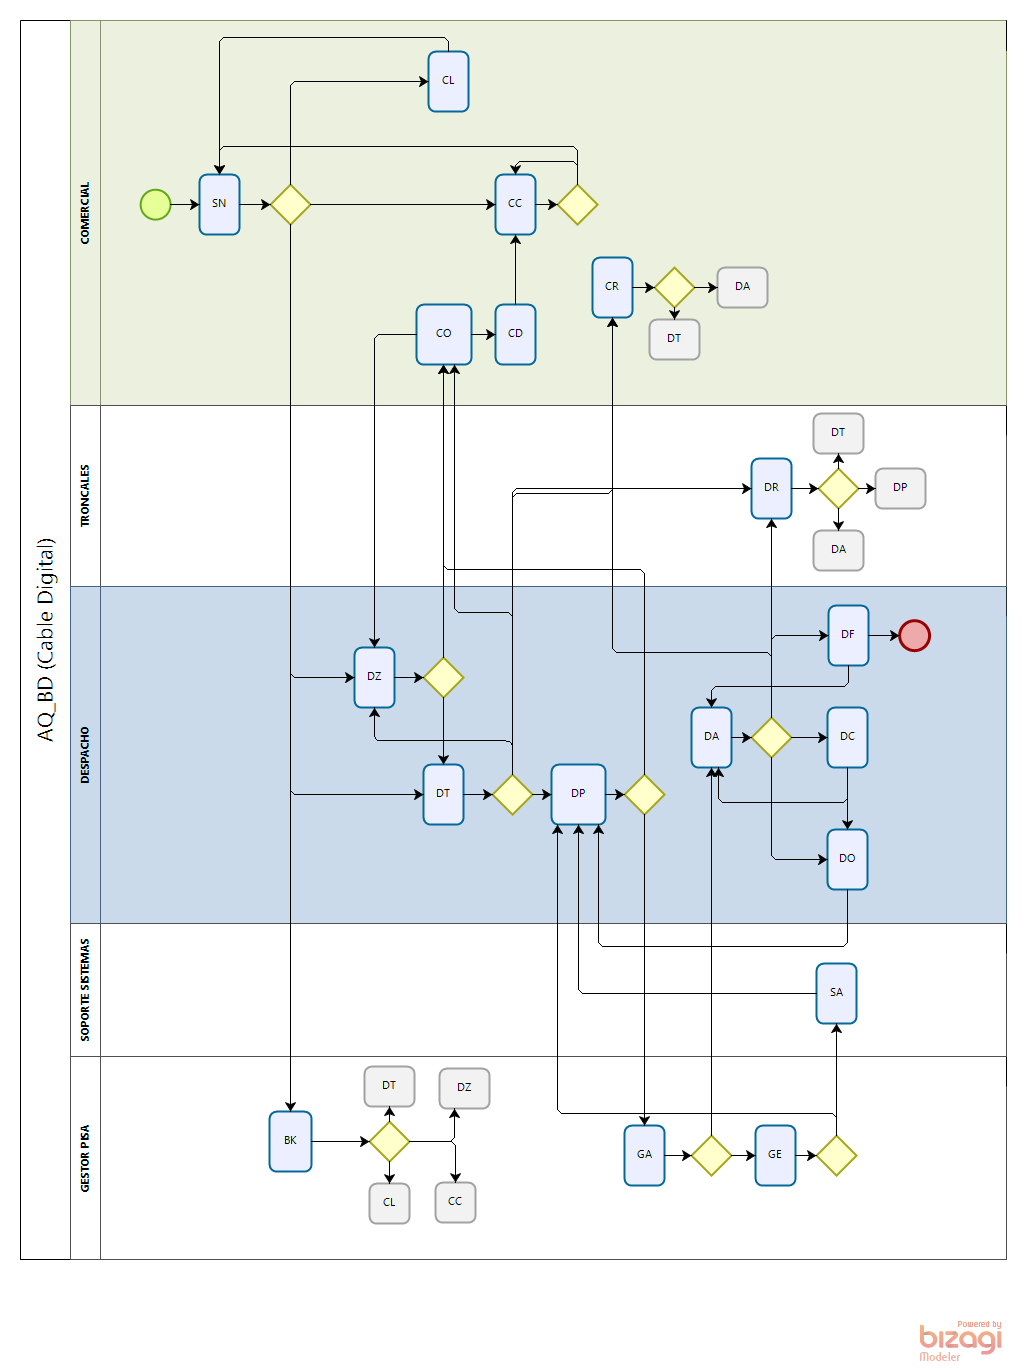 AQ_BD (Cable Digital)
COMERCIAL
CL
SN
CC
CR
DA
DT
CO
CD
TRONCALES
DT
DR
DP
DA
DESPACHO
DF
DZ
DA
DC
DT
DP
DO
SOPORTE SISTEMAS
SA
GESTOR PISA
DT
DZ
BK
GA
GE
CL
CC
Powered by
bizagi
Modeler